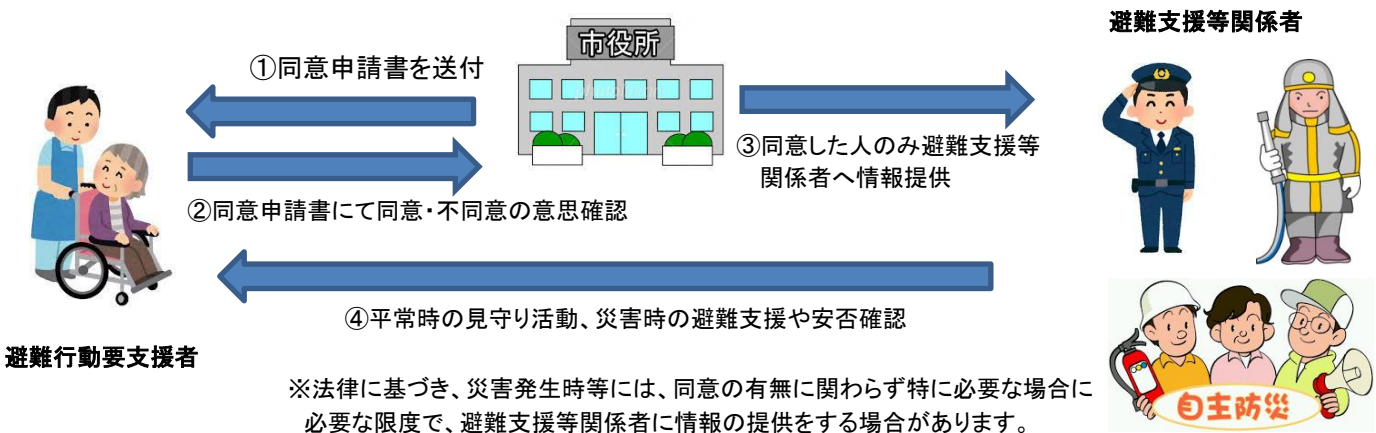 避難支援等関係者
市役所
①同意申請書を送付
③同意した人のみ避難支援等
関係者へ情報提供
②同意申請書にて同意・不同意の意思確認
④平常時の見守り活動、災害時の避難支援や安否確認
避難行動要支援者
自主防災
※法律に基づき、災害発生時等には、同意の有無に関わらず特に必要な場合に
必要な限度で、避難支援等関係者に情報の提供をする場合があります。